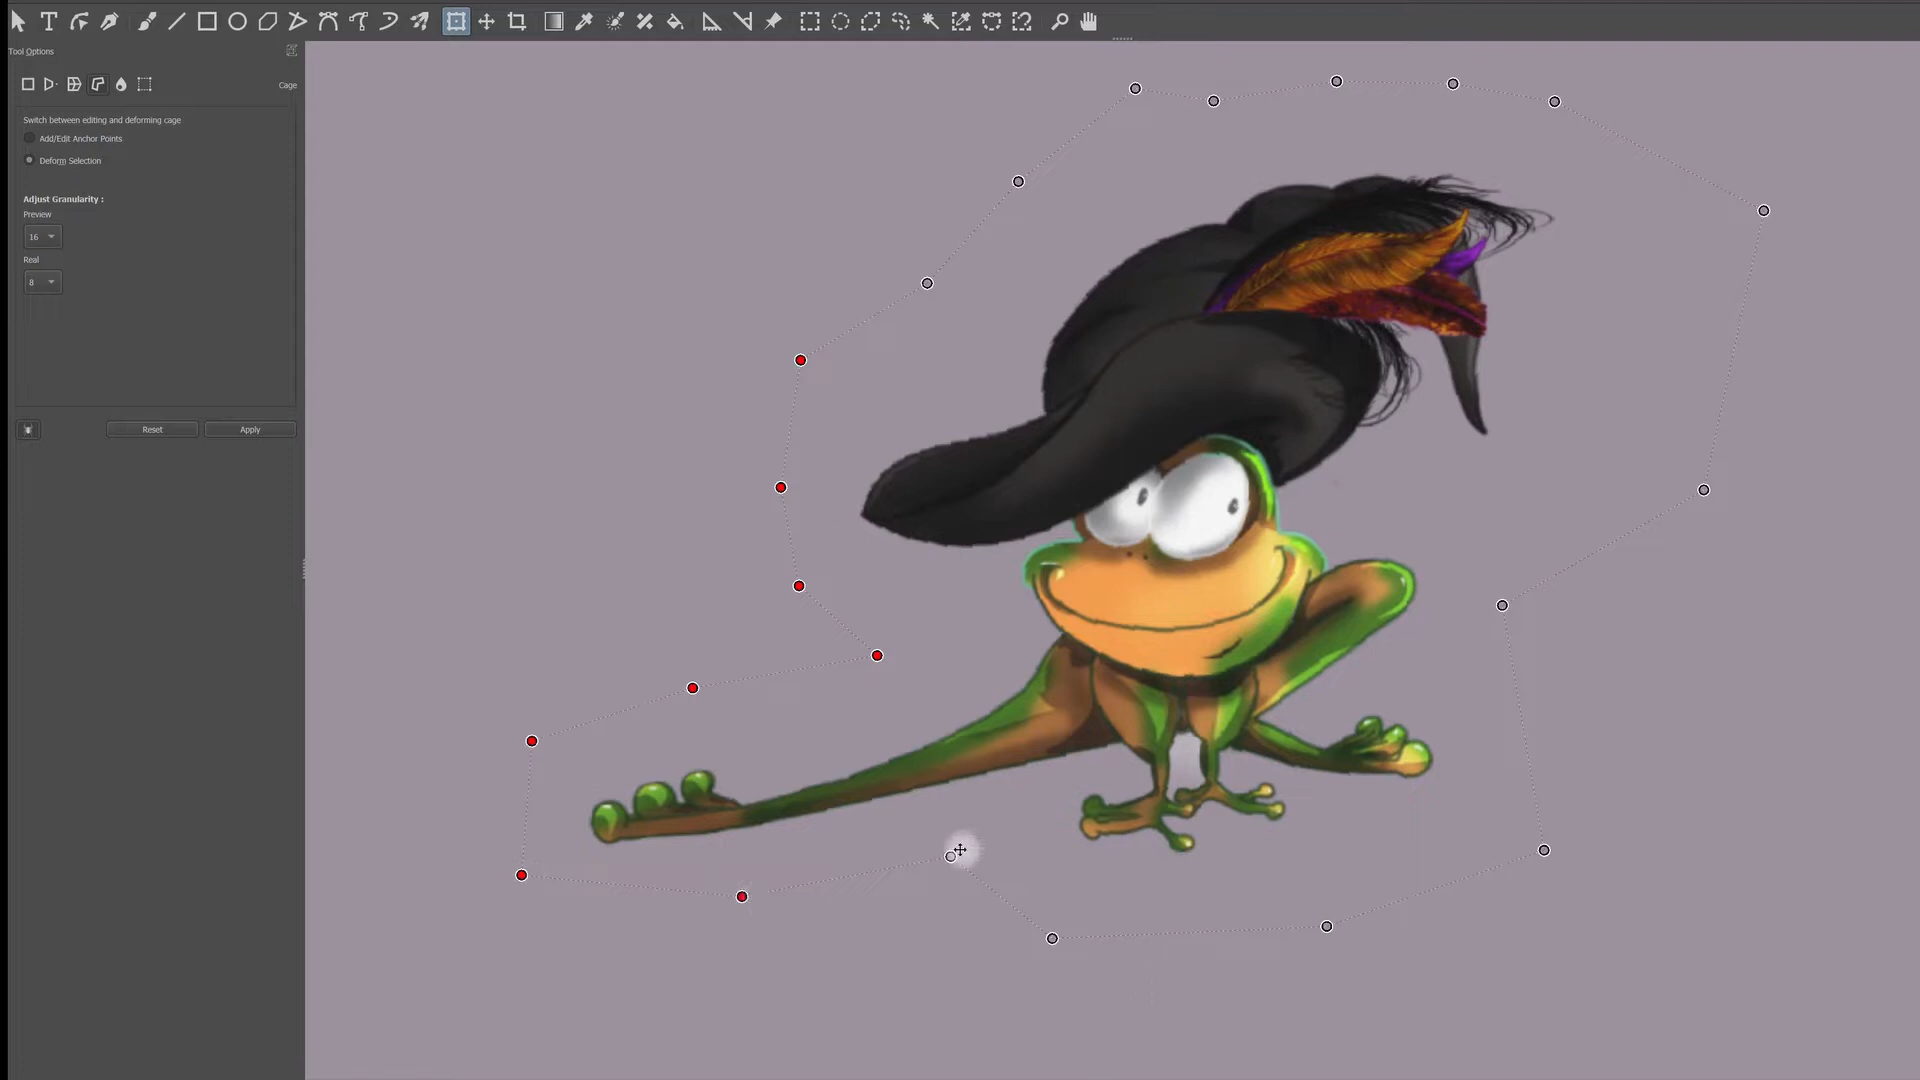 Tool Options
Cage
Switch between editing and deforming cage
Add/Edit Anchor Points
Deform Selection
Adjust Granularity :
Preview
16
Real
8
Reset
Apply